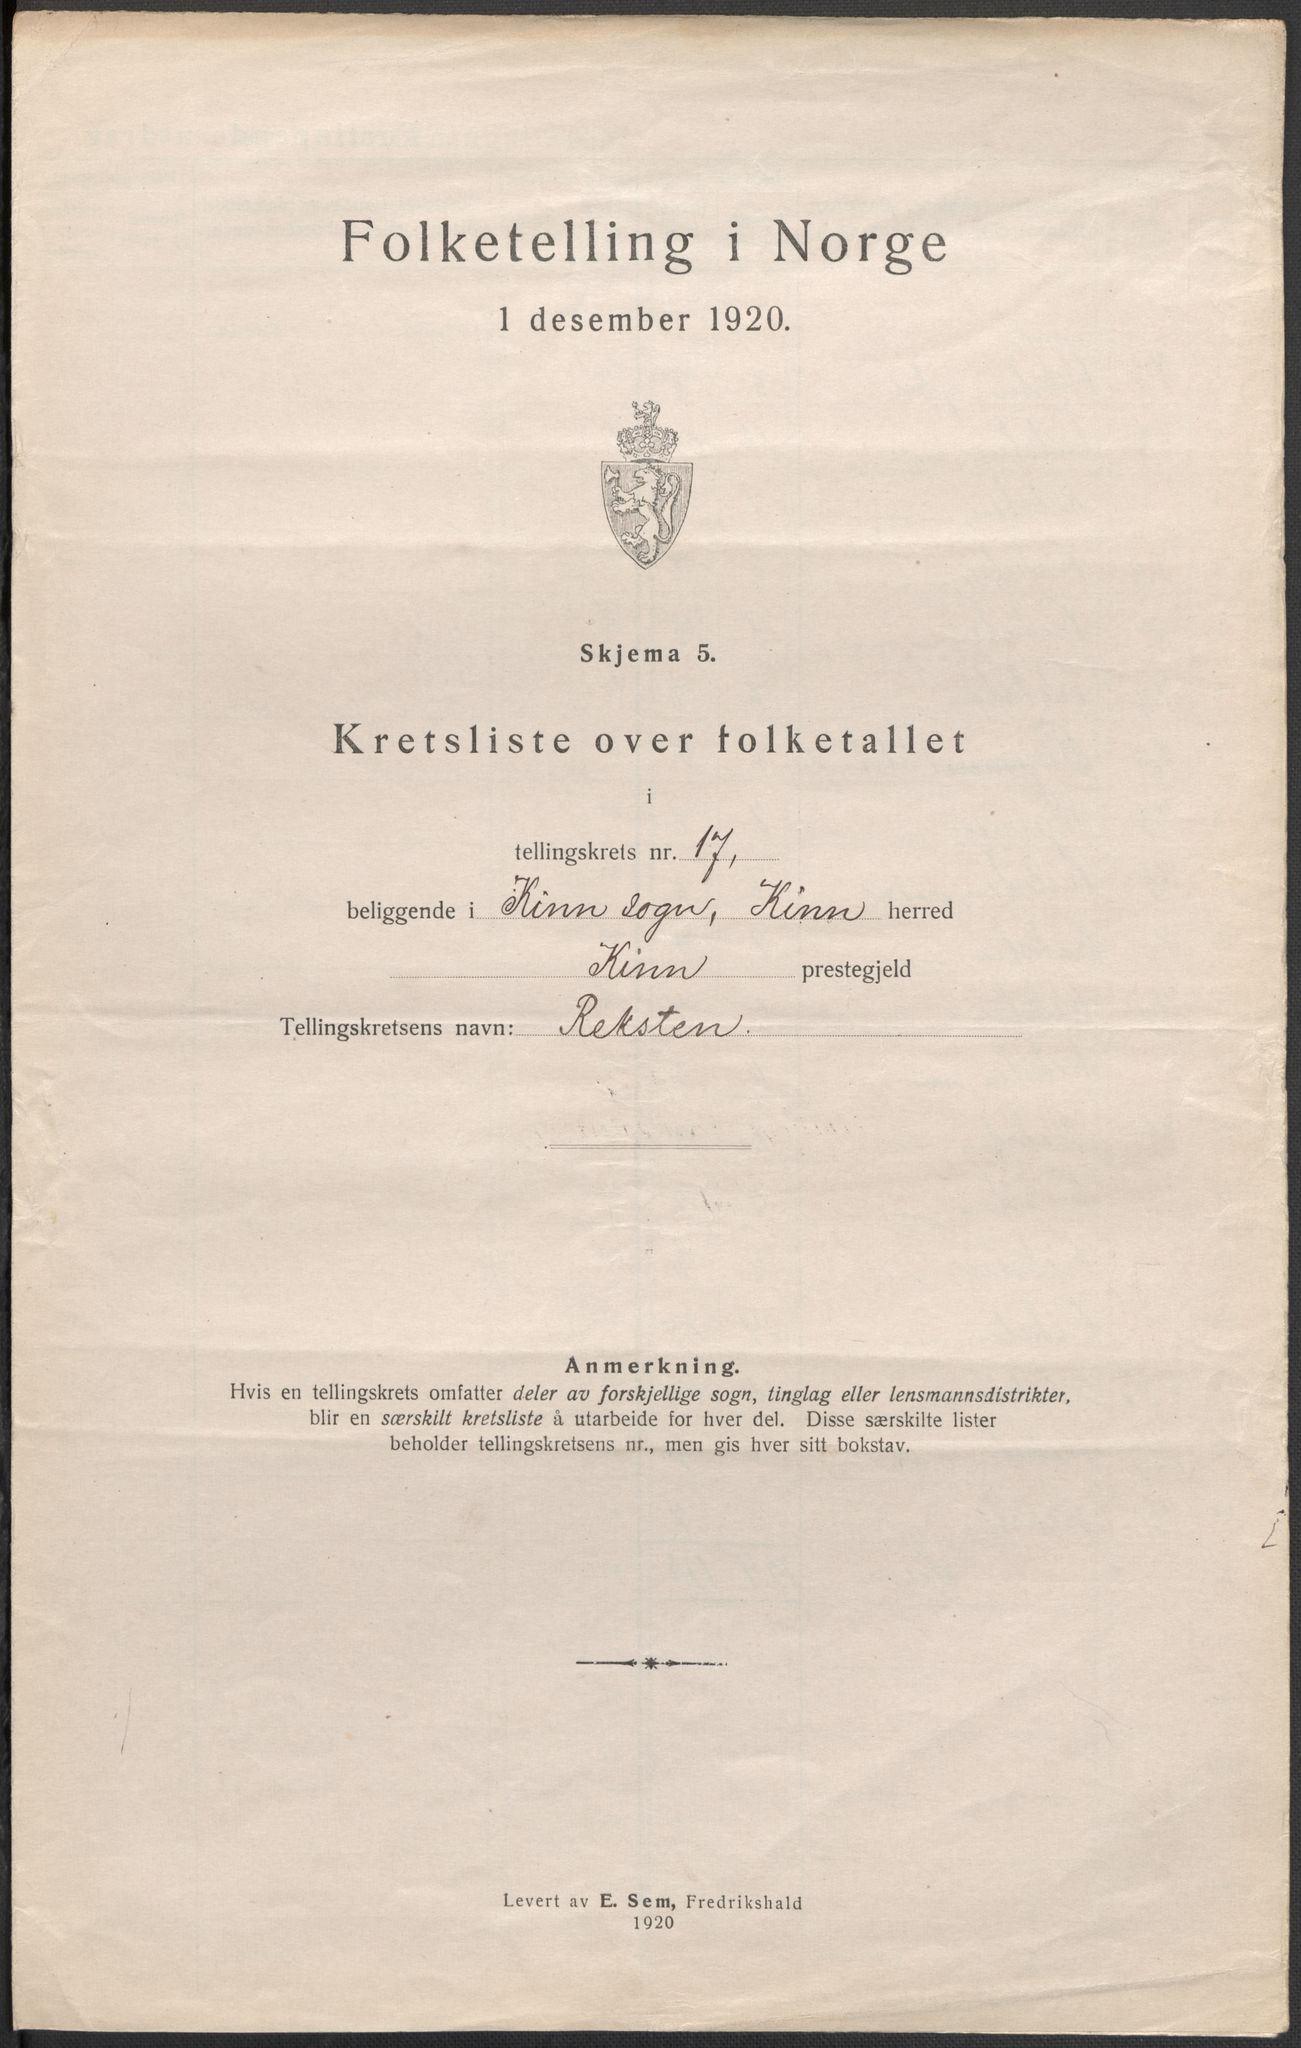 Folketelling i Norge
1 desember 1920.
Skjema 5.
Kretsliste over folketallet
i
tellingskrets nr. 17,
beliggende i Kinn sogn, Kinn herred
Kinn prestegjeld
Tellingskretsens navn: Reksten.
Anmerkning.
Hvis en tellingskrets omfatter deler av forskjellige sogn, tinglag eller lensmannsdistrikter,
blir en særskilt kretsliste å utarbeide for hver del. Disse særskilte lister
beholder tellingskretsens nr., men gis hver sitt bokstav.
Levert av E. Sem, Fredrikshald
1920